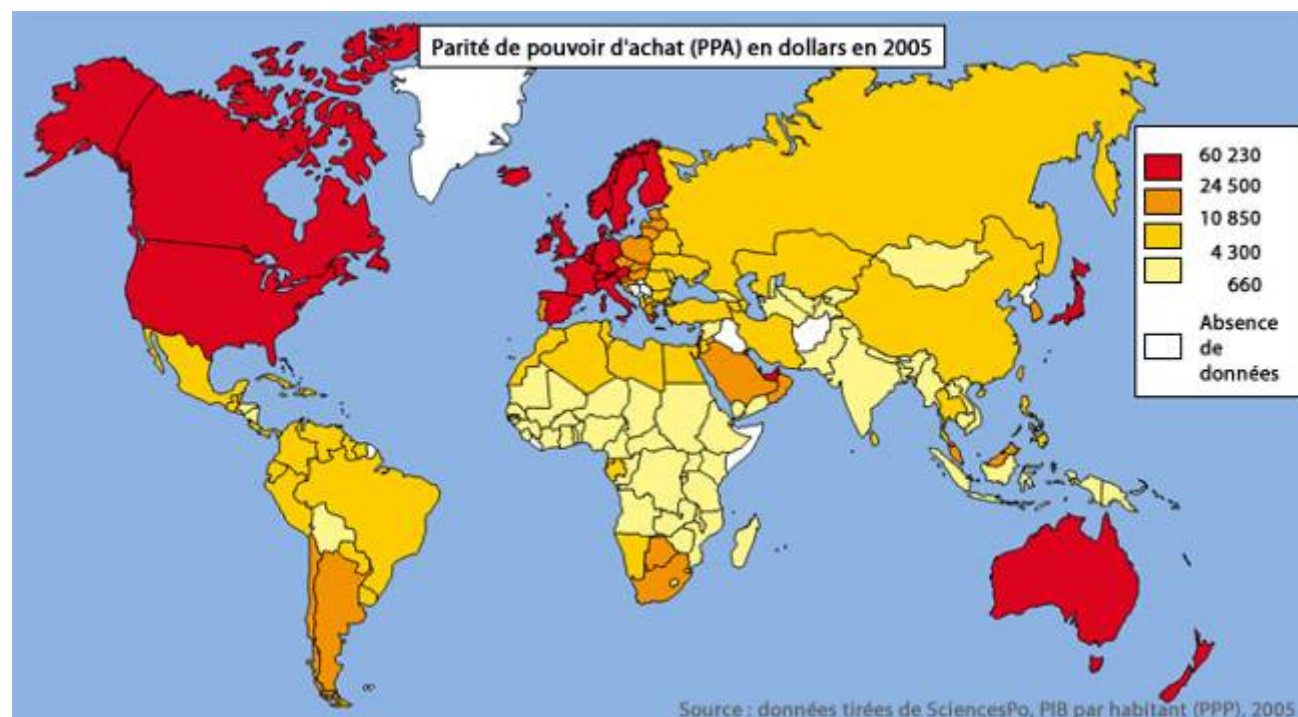 Parité de pouvoir d'achat (PPA) en dollars en 2005
60 230
24 500
10 850
4 300
660
Absence
de
données
Source : données tirées de SciencesPo, PIB par habitant (PPP), 2005